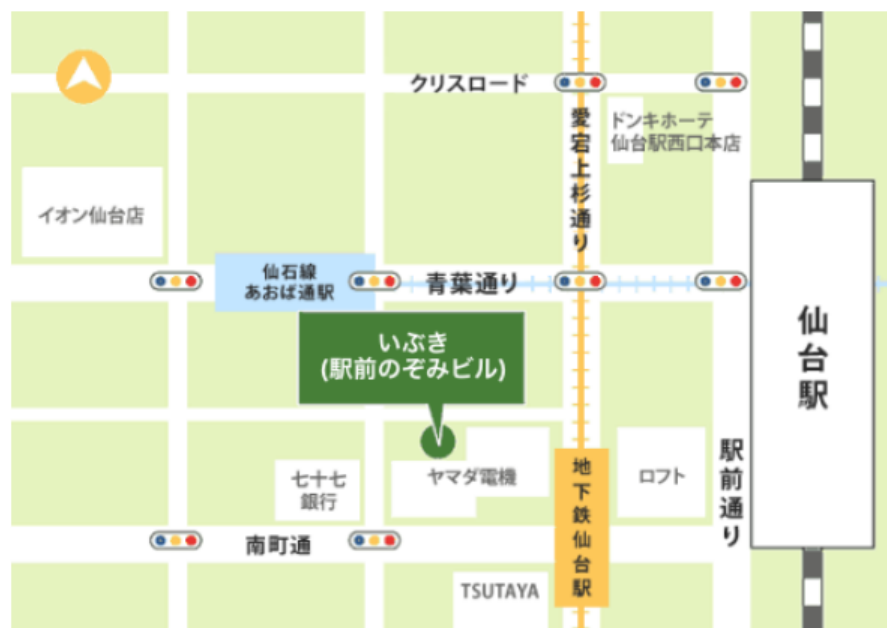 クリスロード
愛宕上杉通り
ドンキホーテ
仙台駅西口本店
イオン仙台店
仙石線
あおば通駅
青葉通り
仙台駅
いぶき
(駅前のぞみビル)
七十七
銀行
ヤマダ電機
地下鉄仙台駅
ロフト
駅前通り
南町通
TSUTAYA